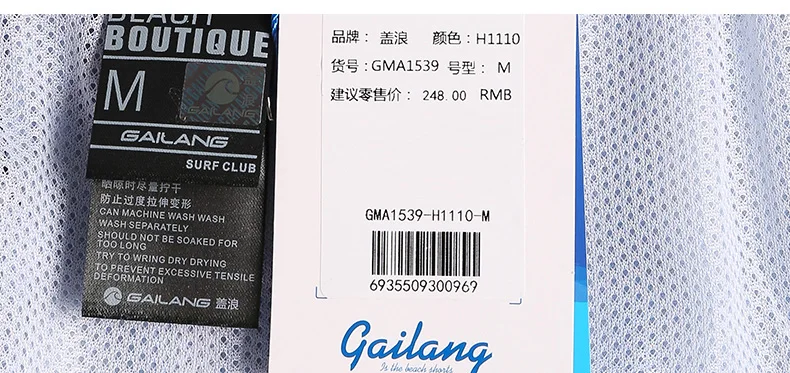 BEACH
BOUTIQUE
M
GAILANG
SURF CLUB
晒晾时尽量拧干
防止过度拉伸变形
CAN MACHINE WASH WASH
WASH SEPARATELY
SHOULD NOT BE SOAKED FOR
TOO LONG
TRY TO WRING DRY DRYING
TO PREVENT EXCESSIVE TENSILE
DEFORMATION
GAILANG 盖浪
品牌: 盖浪 颜色: H1110
货号: GMA1539 号型: M
建议零售价: 248.00 RMB
GMA1539-H1110-M
6935509300969
Gailang
Is the beach shorts